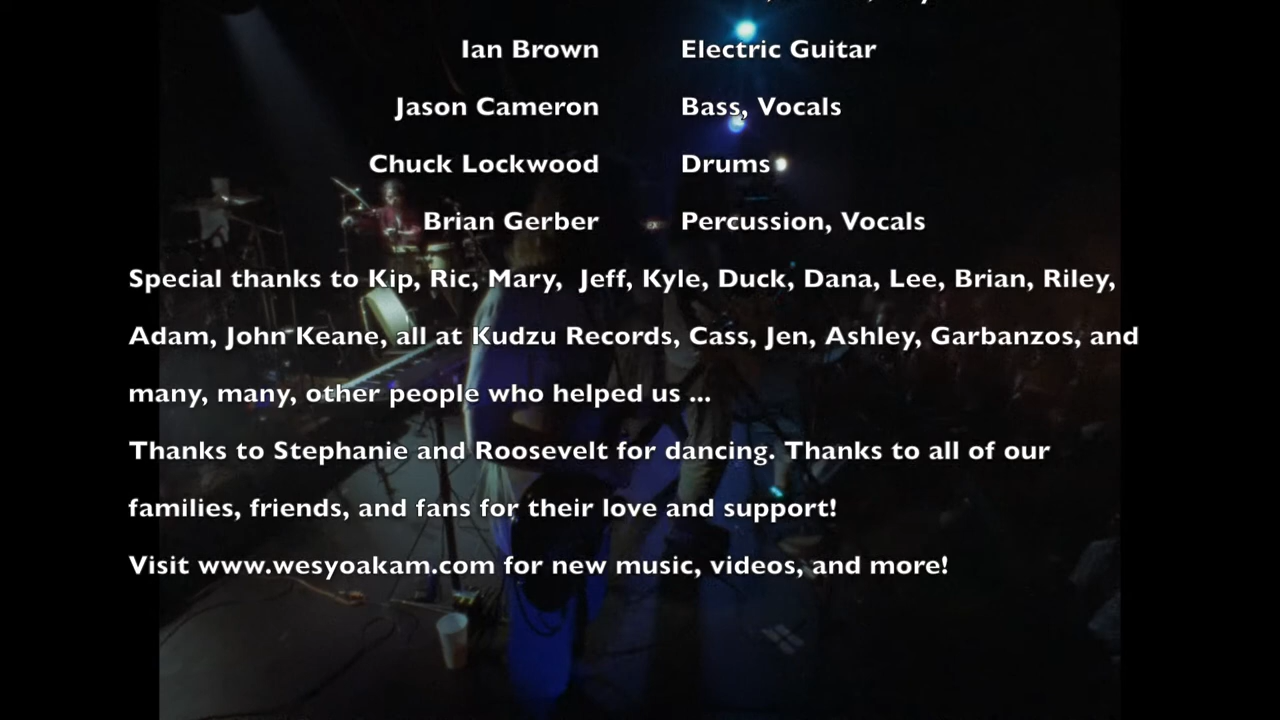 Ian Brown Electric Guitar
Jason Cameron Bass, Vocals
Chuck Lockwood Drums
Brian Gerber Percussion, Vocals
Special thanks to Kip, Ric, Mary,  Jeff, Kyle, Duck, Dana, Lee, Brian, Riley,
Adam, John Keane, all at Kudzu Records, Cass, Jen, Ashley, Garbanzos, and
many, many, other people who helped us ...
Thanks to Stephanie and Roosevelt for dancing. Thanks to all of our
families, friends, and fans for their love and support!
Visit www.wesyoakam.com for new music, videos, and more!